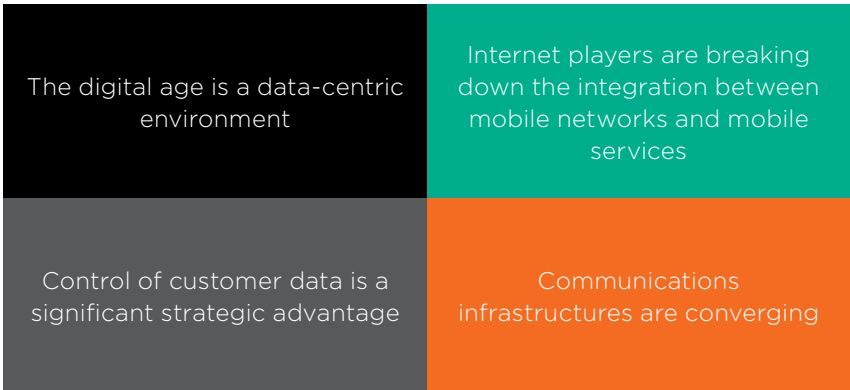 The digital age is a data-centric
environment
Internet players are breaking
down the integration between
mobile networks and mobile
services
Control of customer data is a
significant strategic advantage
Communications
infrastructures are converging